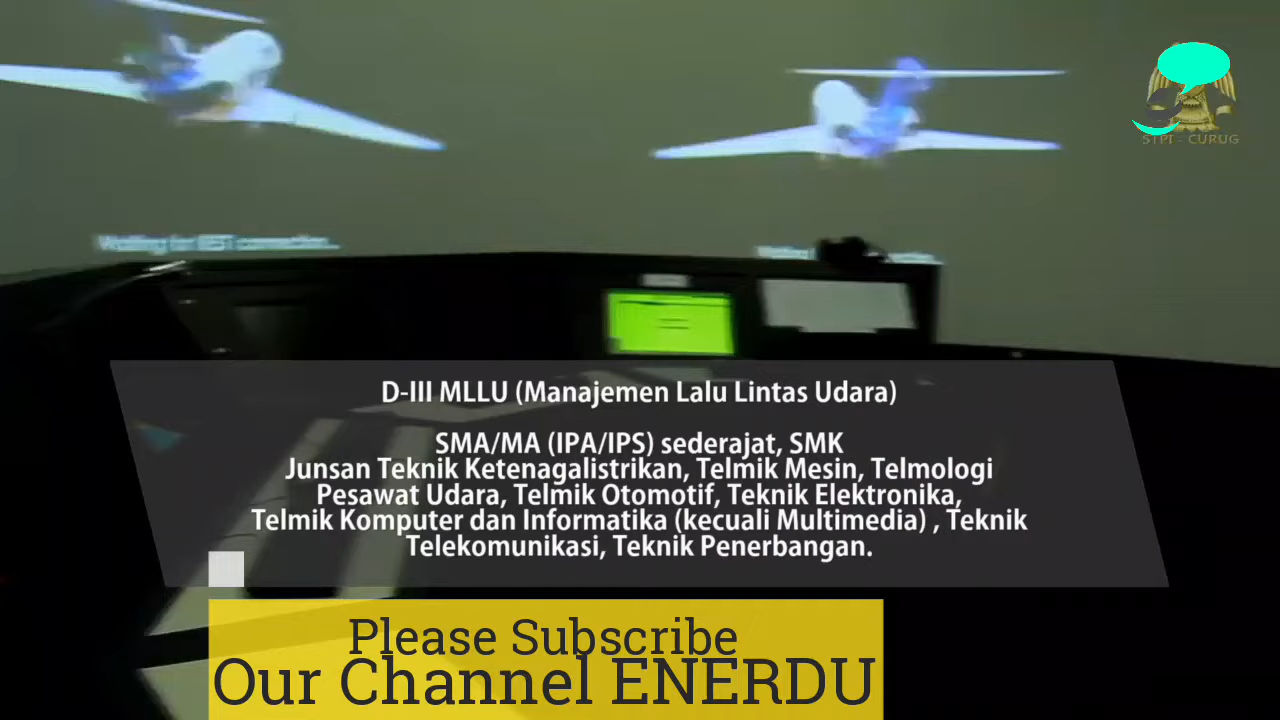 STPI - CURUG
Waiting for
D-III MLLU (Manajemen Lalu Lintas Udara)
SMA/MA (IPA/IPS) sederajat, SMK
Junsan Teknik Ketenagalistrikan, Telmik Mesin, Telmologi
Pesawat Udara, Telmik Otomotif, Teknik Elektronika,
Telmik Komputer dan Informatika (kecuali Multimedia) , Teknik
Telekomunikasi, Teknik Penerbangan.
Please Subscribe
Our Channel ENERDU